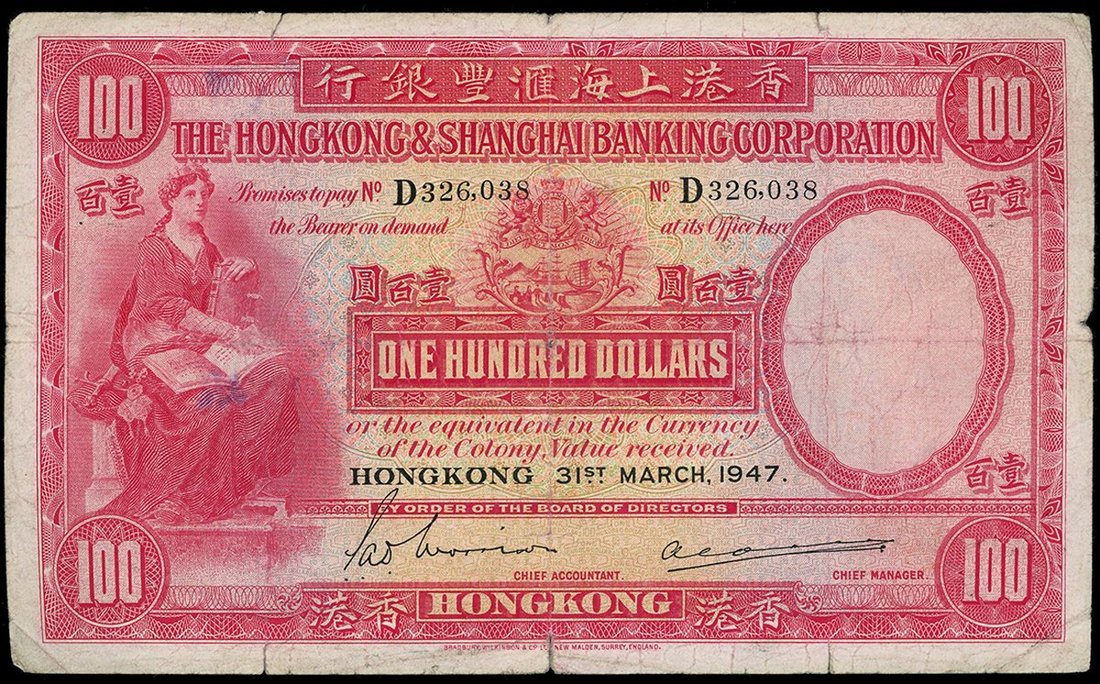 行銀豐滙海上港香
100 100
THE HONGKONG & SHANGHAI BANKING CORPORATION
百壹 百壹
Promises to pay Nº D326,038 Nº D326,038
the Bearer on demand at its Office here
圓百壹 圓百壹
ONE HUNDRED DOLLARS
or the equivalent in the Currency
of the Colony, Value received.
百壹
HONGKONG 31ST MARCH, 1947.
BY ORDER OF THE BOARD OF DIRECTORS
100 100
CHIEF ACCOUNTANT. CHIEF MANAGER.
港香 HONGKONG 港香
BRADBURY, WILKINSON & Cº Lᴰ NEW MALDEN, SURREY, ENGLAND.